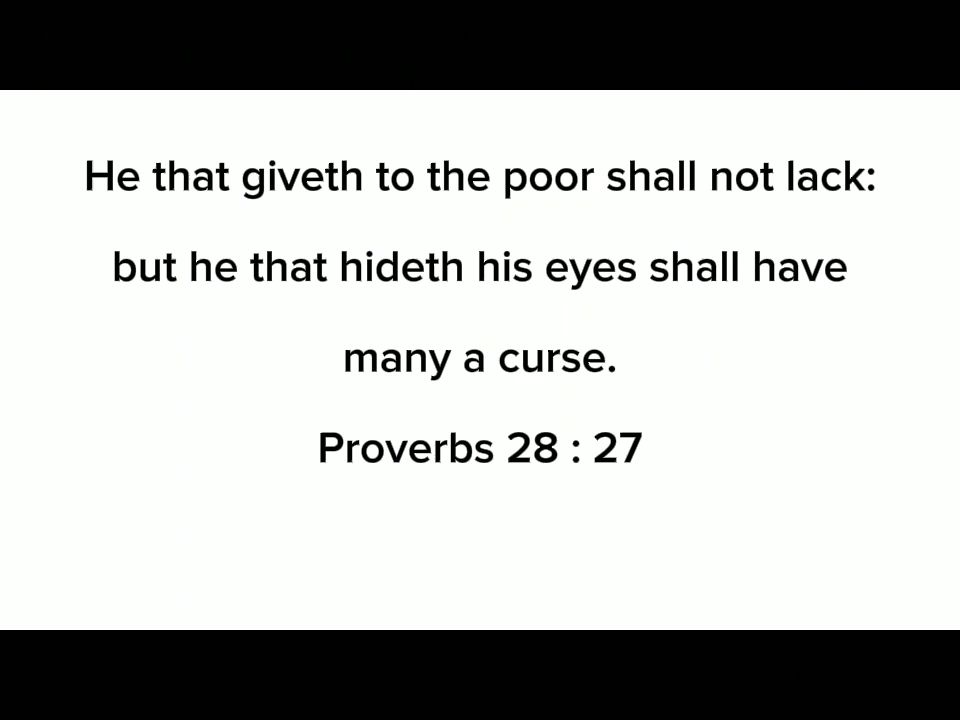 He that giveth to the poor shall not lack:
but he that hideth his eyes shall have
many a curse.
Proverbs 28 : 27